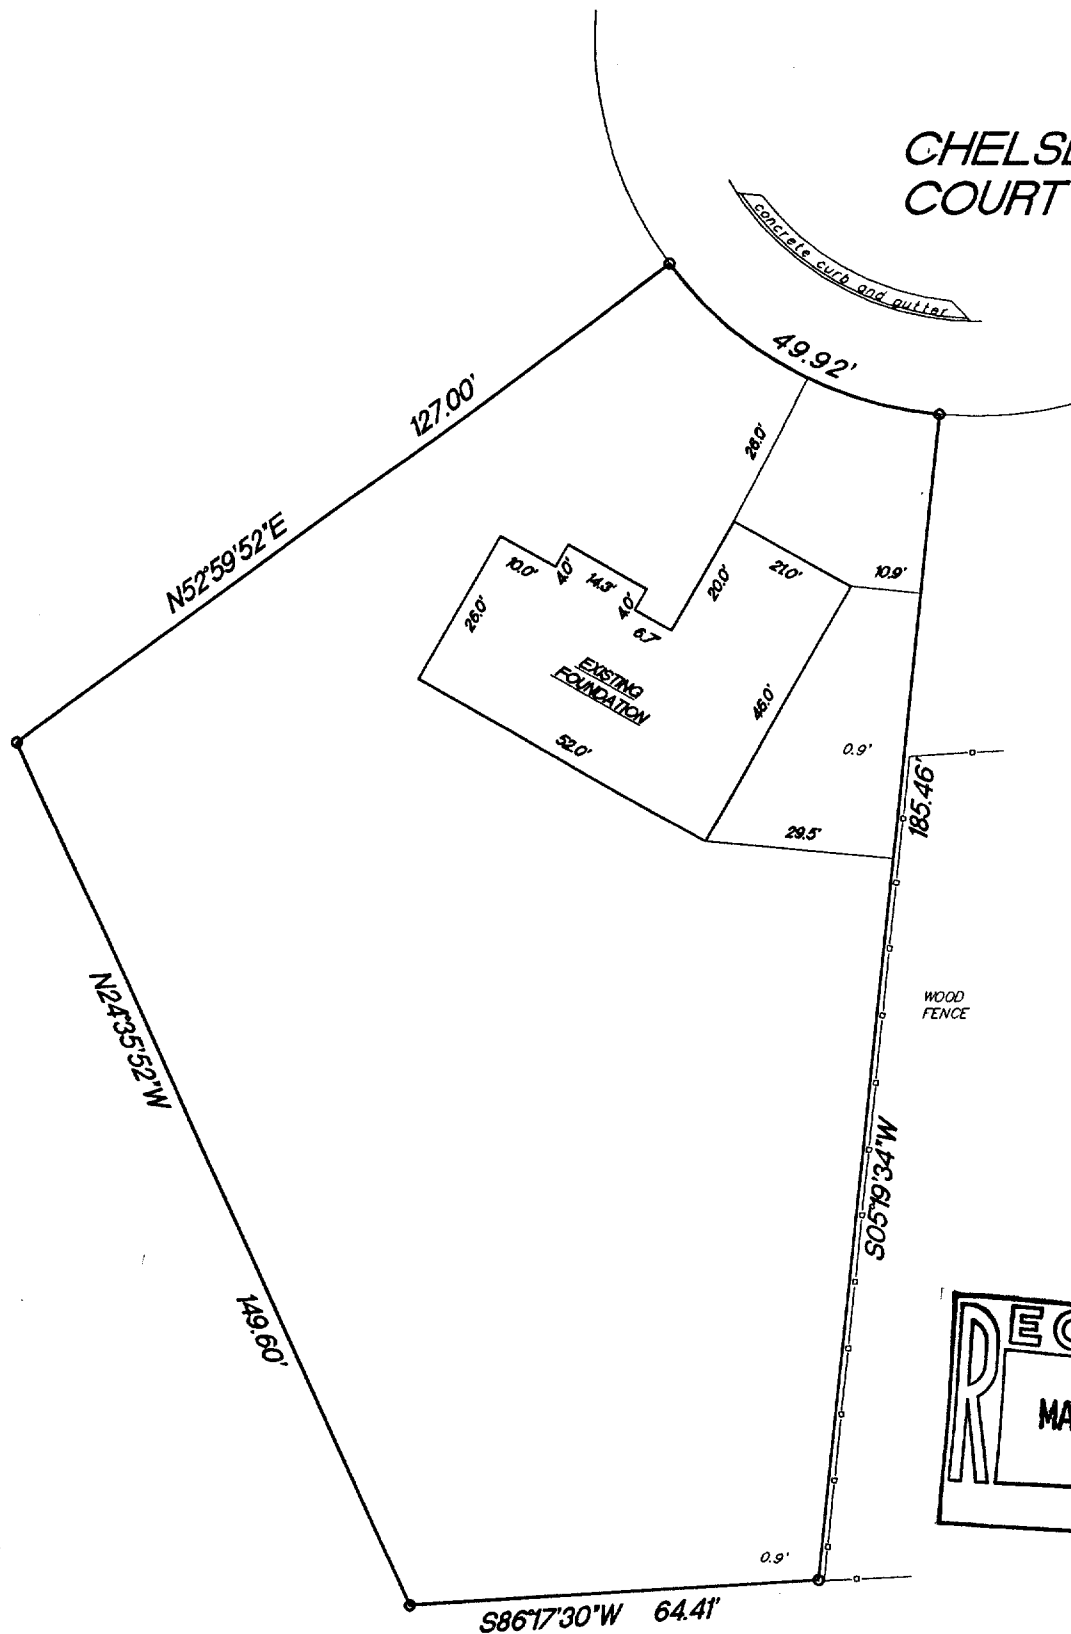 CHELSE
COURT
concrete curb and gutter
49.92'
127.00'
26.0'
N52°59'52"E
10.0'
4.0'
14.3'
4.0'
6.7'
20.0'
21.0'
10.9'
26.0'
EXISTING
FOUNDATION
46.0'
52.0'
0.9'
185.46'
29.5'
N24°35'52"W
WOOD
FENCE
S05°19'34"W
149.60'
REC
MA
0.9'
S86°17'30"W 64.41'